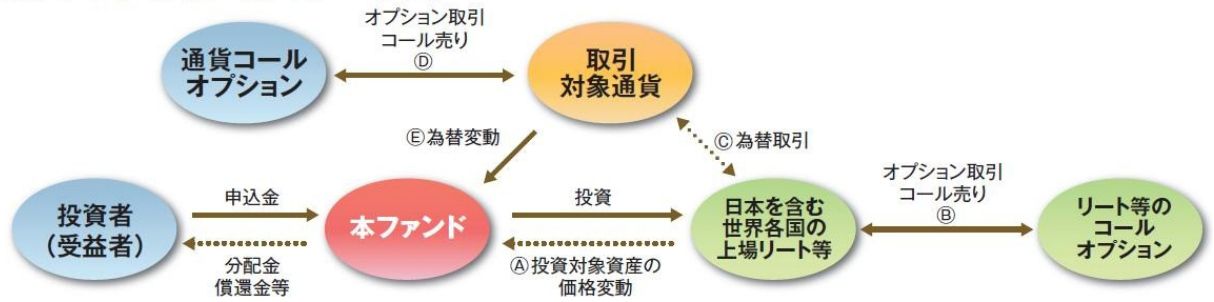 オプション取引
コール売り
Ⓓ
通貨コール
オプション
取引
対象通貨
Ⓔ為替変動
Ⓒ為替取引
オプション取引
コール売り
Ⓑ
投資者
（受益者）
申込金
分配金
償還金等
本ファンド
投資
Ⓐ投資対象資産の
価格変動
日本を含む
世界各国の
上場リート等
リート等の
コール
オプション